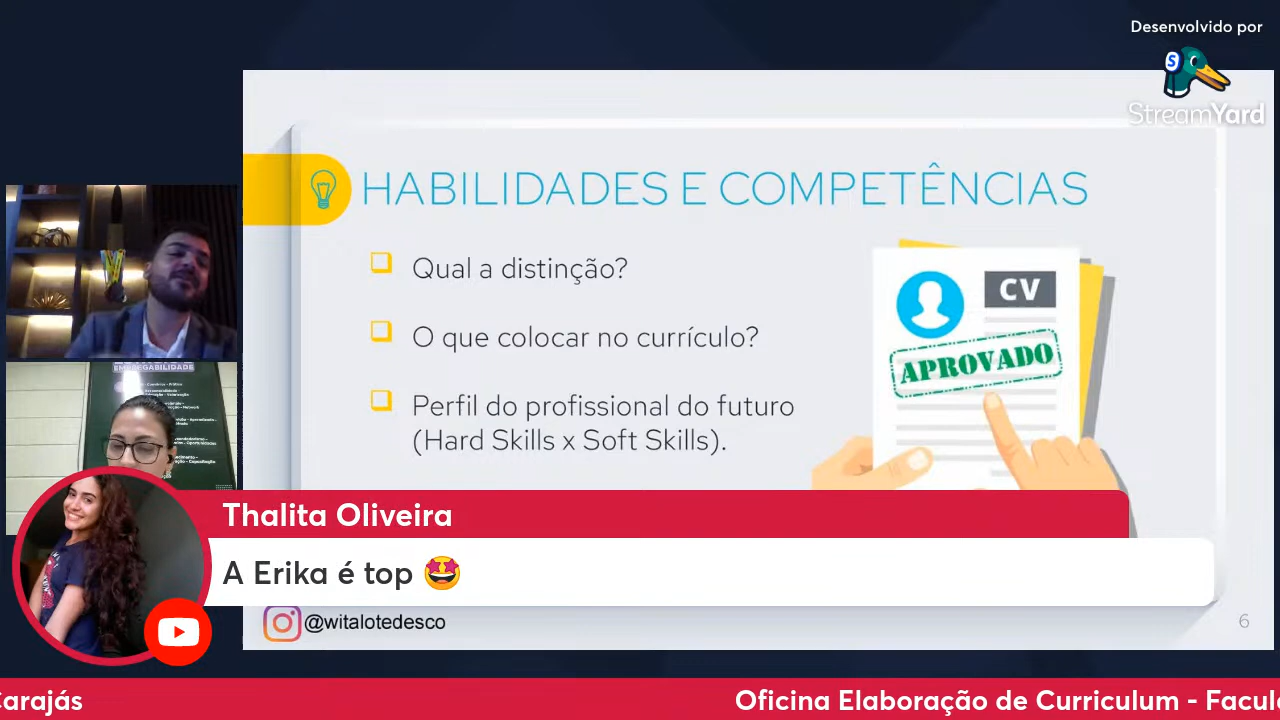 Desenvolvido por
StreamYard
HABILIDADES E COMPETÊNCIAS
Qual a distinção?
O que colocar no currículo?
Perfil do profissional do futuro
(Hard Skills x Soft Skills).
CV
APROVADO
EMPREGABILIDADE
Thalita Oliveira
A Erika é top 🤩
@witalotedesco
6
Carajás
Oficina Elaboração de Curriculum - Facul